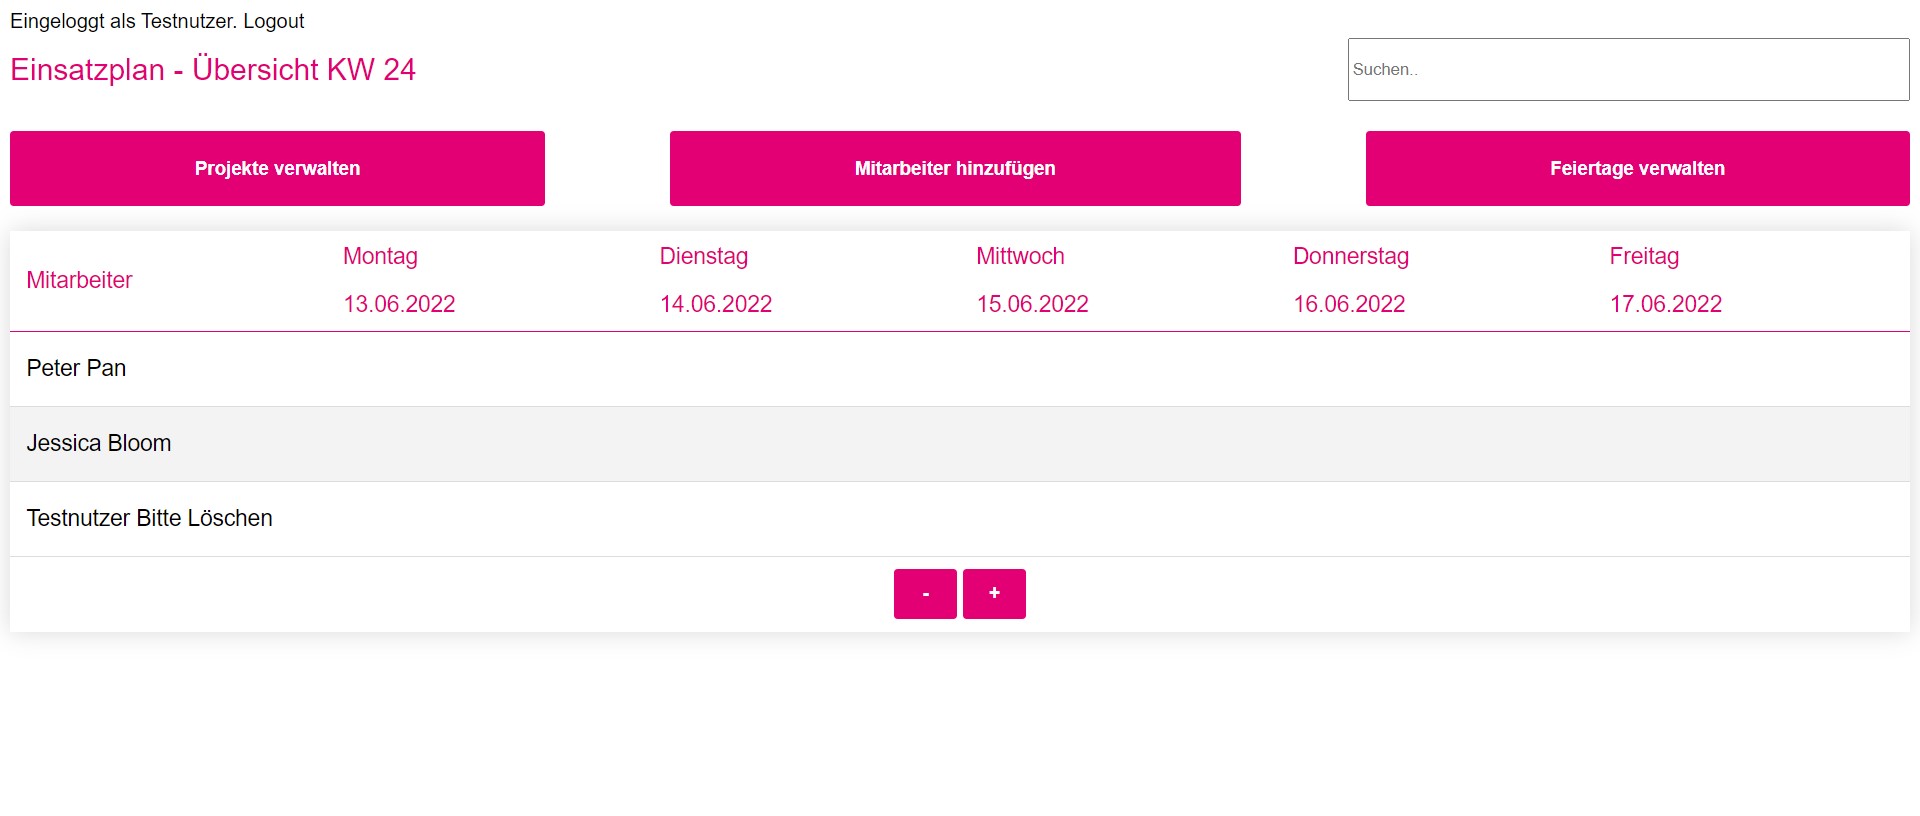 Eingeloggt als Testnutzer. Logout
Einsatzplan - Übersicht KW 24
Suchen..
Projekte verwalten
Mitarbeiter hinzufügen
Feiertage verwalten
Mitarbeiter
Montag
13.06.2022
Dienstag
14.06.2022
Mittwoch
15.06.2022
Donnerstag
16.06.2022
Freitag
17.06.2022
Peter Pan
Jessica Bloom
Testnutzer Bitte Löschen
-
+